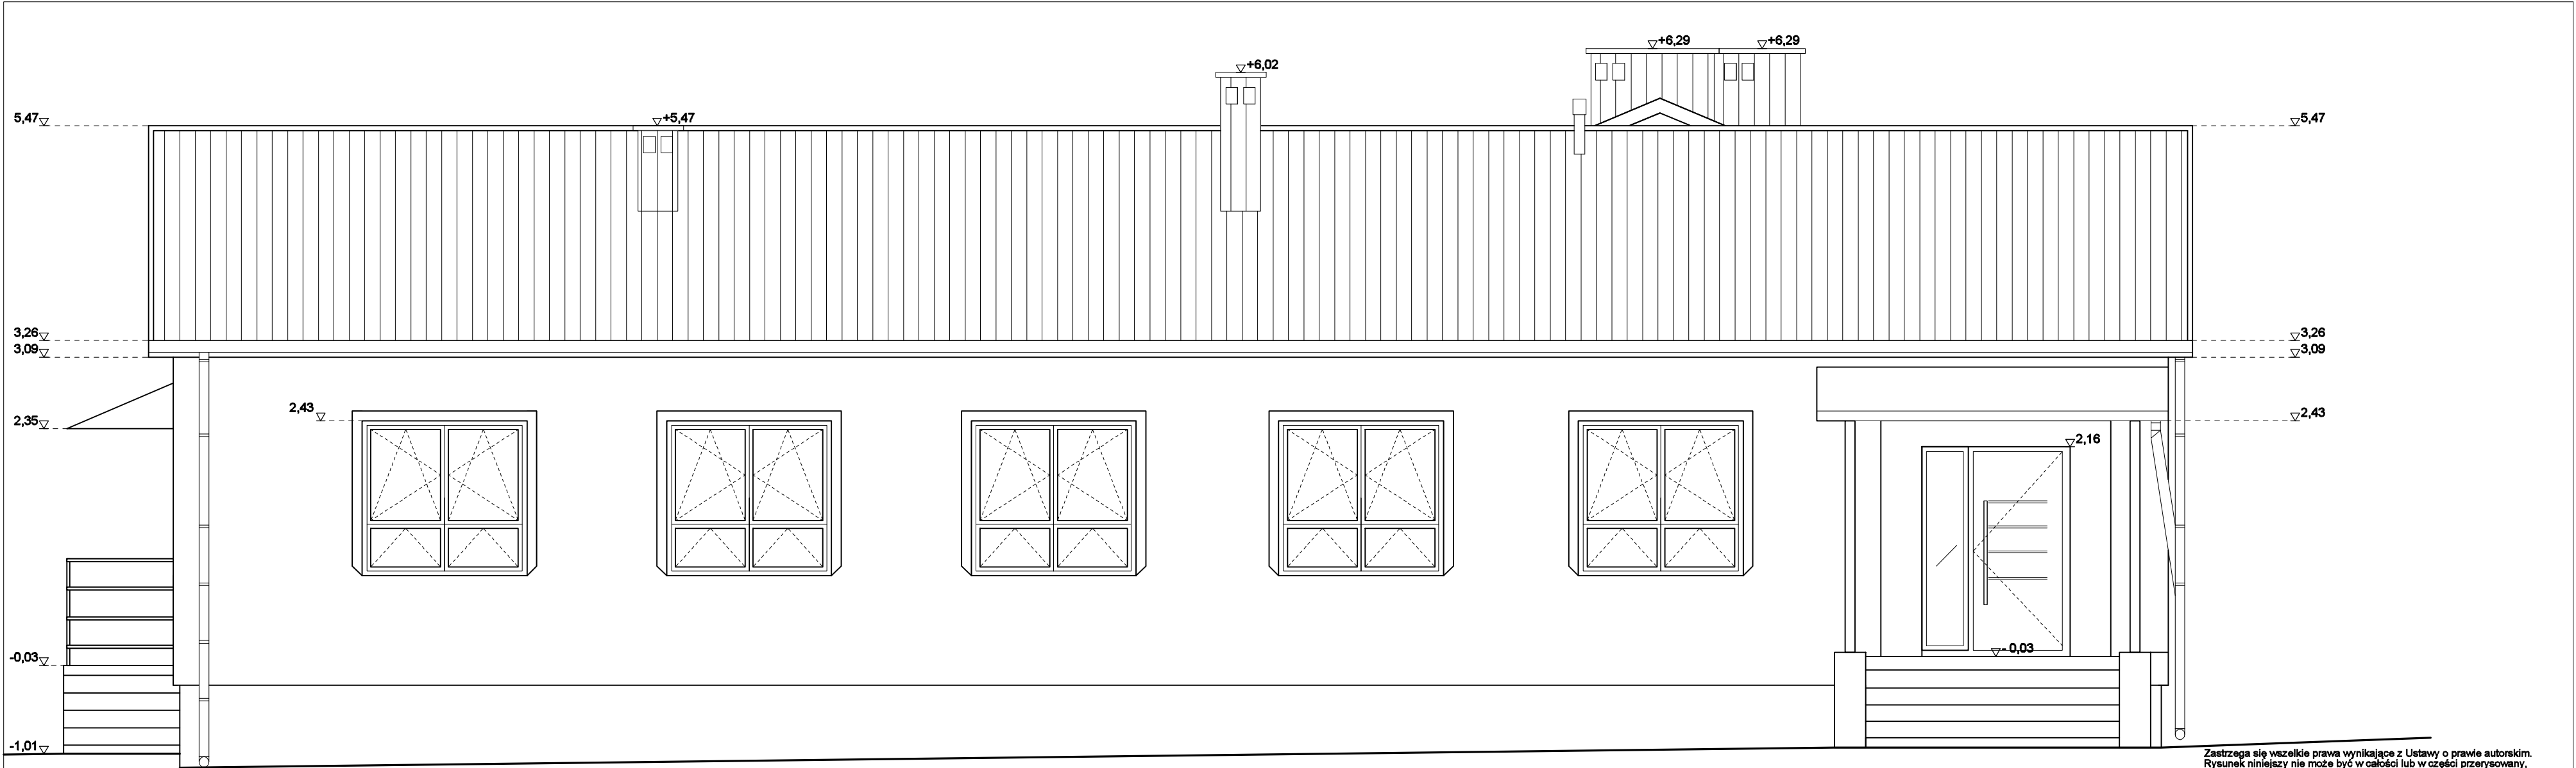 +6,29 +6,29
+6,02
5,47 +5,47 5,47
3,26 3,26
3,09 3,09
2,43 2,43
2,35
2,16
-0,03 - 0,03
-1,01
Zastrzega się wszelkie prawa wynikające z Ustawy o prawie autorskim.
Rysunek niniejszy nie może być w całości lub w części przerysowany,